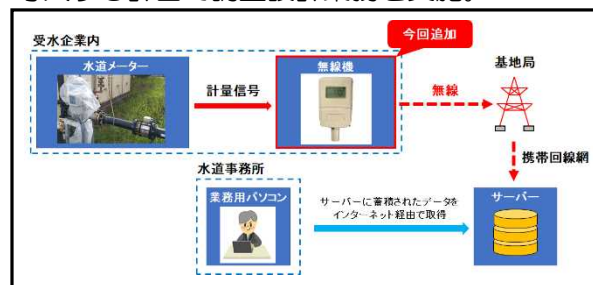 今回追加
受水企業内
水道メーター
計量信号
無線機
無線
基地局
携帯回線網
水道事務所
業務用パソコン
サーバーに蓄積されたデータを
インターネット経由で取得
サーバー